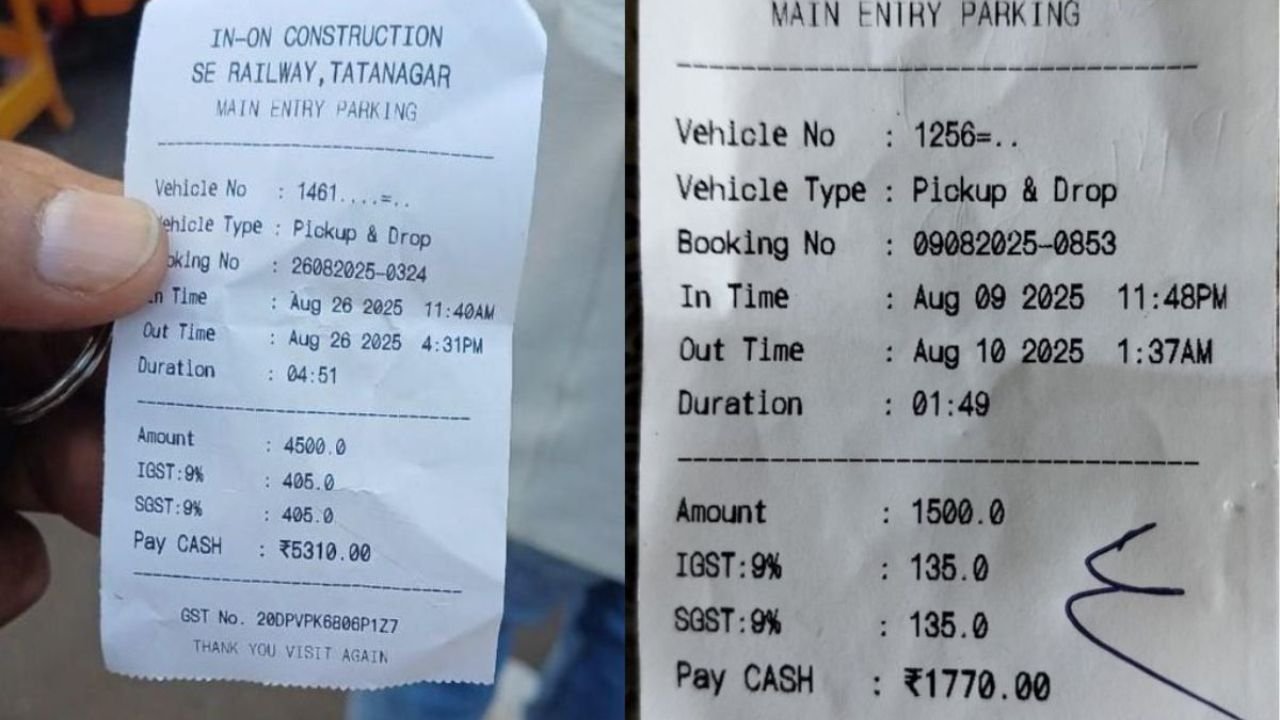 IN-ON CONSTRUCTION
SE RAILWAY,TATANAGAR
MAIN ENTRY PARKING
Vehicle No : 1461....=..
ehicle Type : Pickup & Drop
oking No : 26082025-0324
n Time : Aug 26 2025 11:40AM
Out Time : Aug 26 2025 4:31PM
Duration : 04:51
Amount : 4500.0
IGST:9% : 405.0
SGST:9% : 405.0
Pay CASH : ₹5310.00
GST No. 20DPVPK6806P1Z7
THANK YOU VISIT AGAIN
MAIN ENTRY PARKING
Vehicle No : 1256=..
Vehicle Type : Pickup & Drop
Booking No : 09082025-0853
In Time : Aug 09 2025 11:48PM
Out Time : Aug 10 2025 1:37AM
Duration : 01:49
Amount : 1500.0
IGST:9% : 135.0
SGST:9% : 135.0
Pay CASH : ₹1770.00